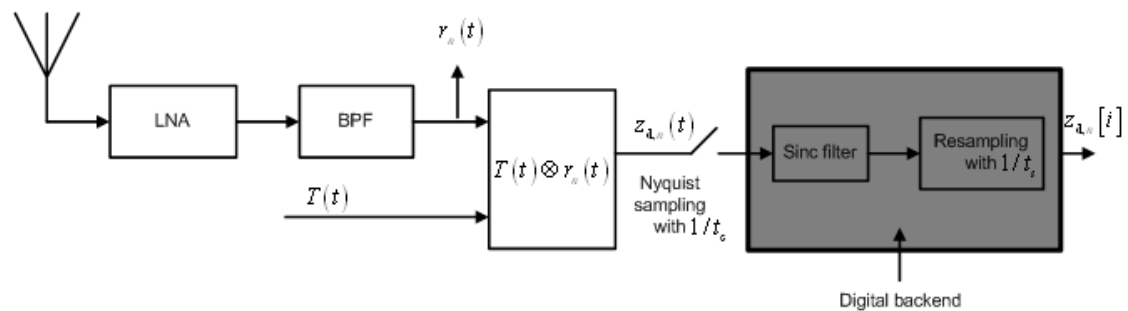 r_n(t)
LNA
BPF
T(t) ⊗ r_n(t)
T(t)
z_{d,n}(t)
Nyquist
sampling
with 1/t_c
Sinc filter
Resampling
with 1/t_s
z_{d,n}[i]
Digital backend